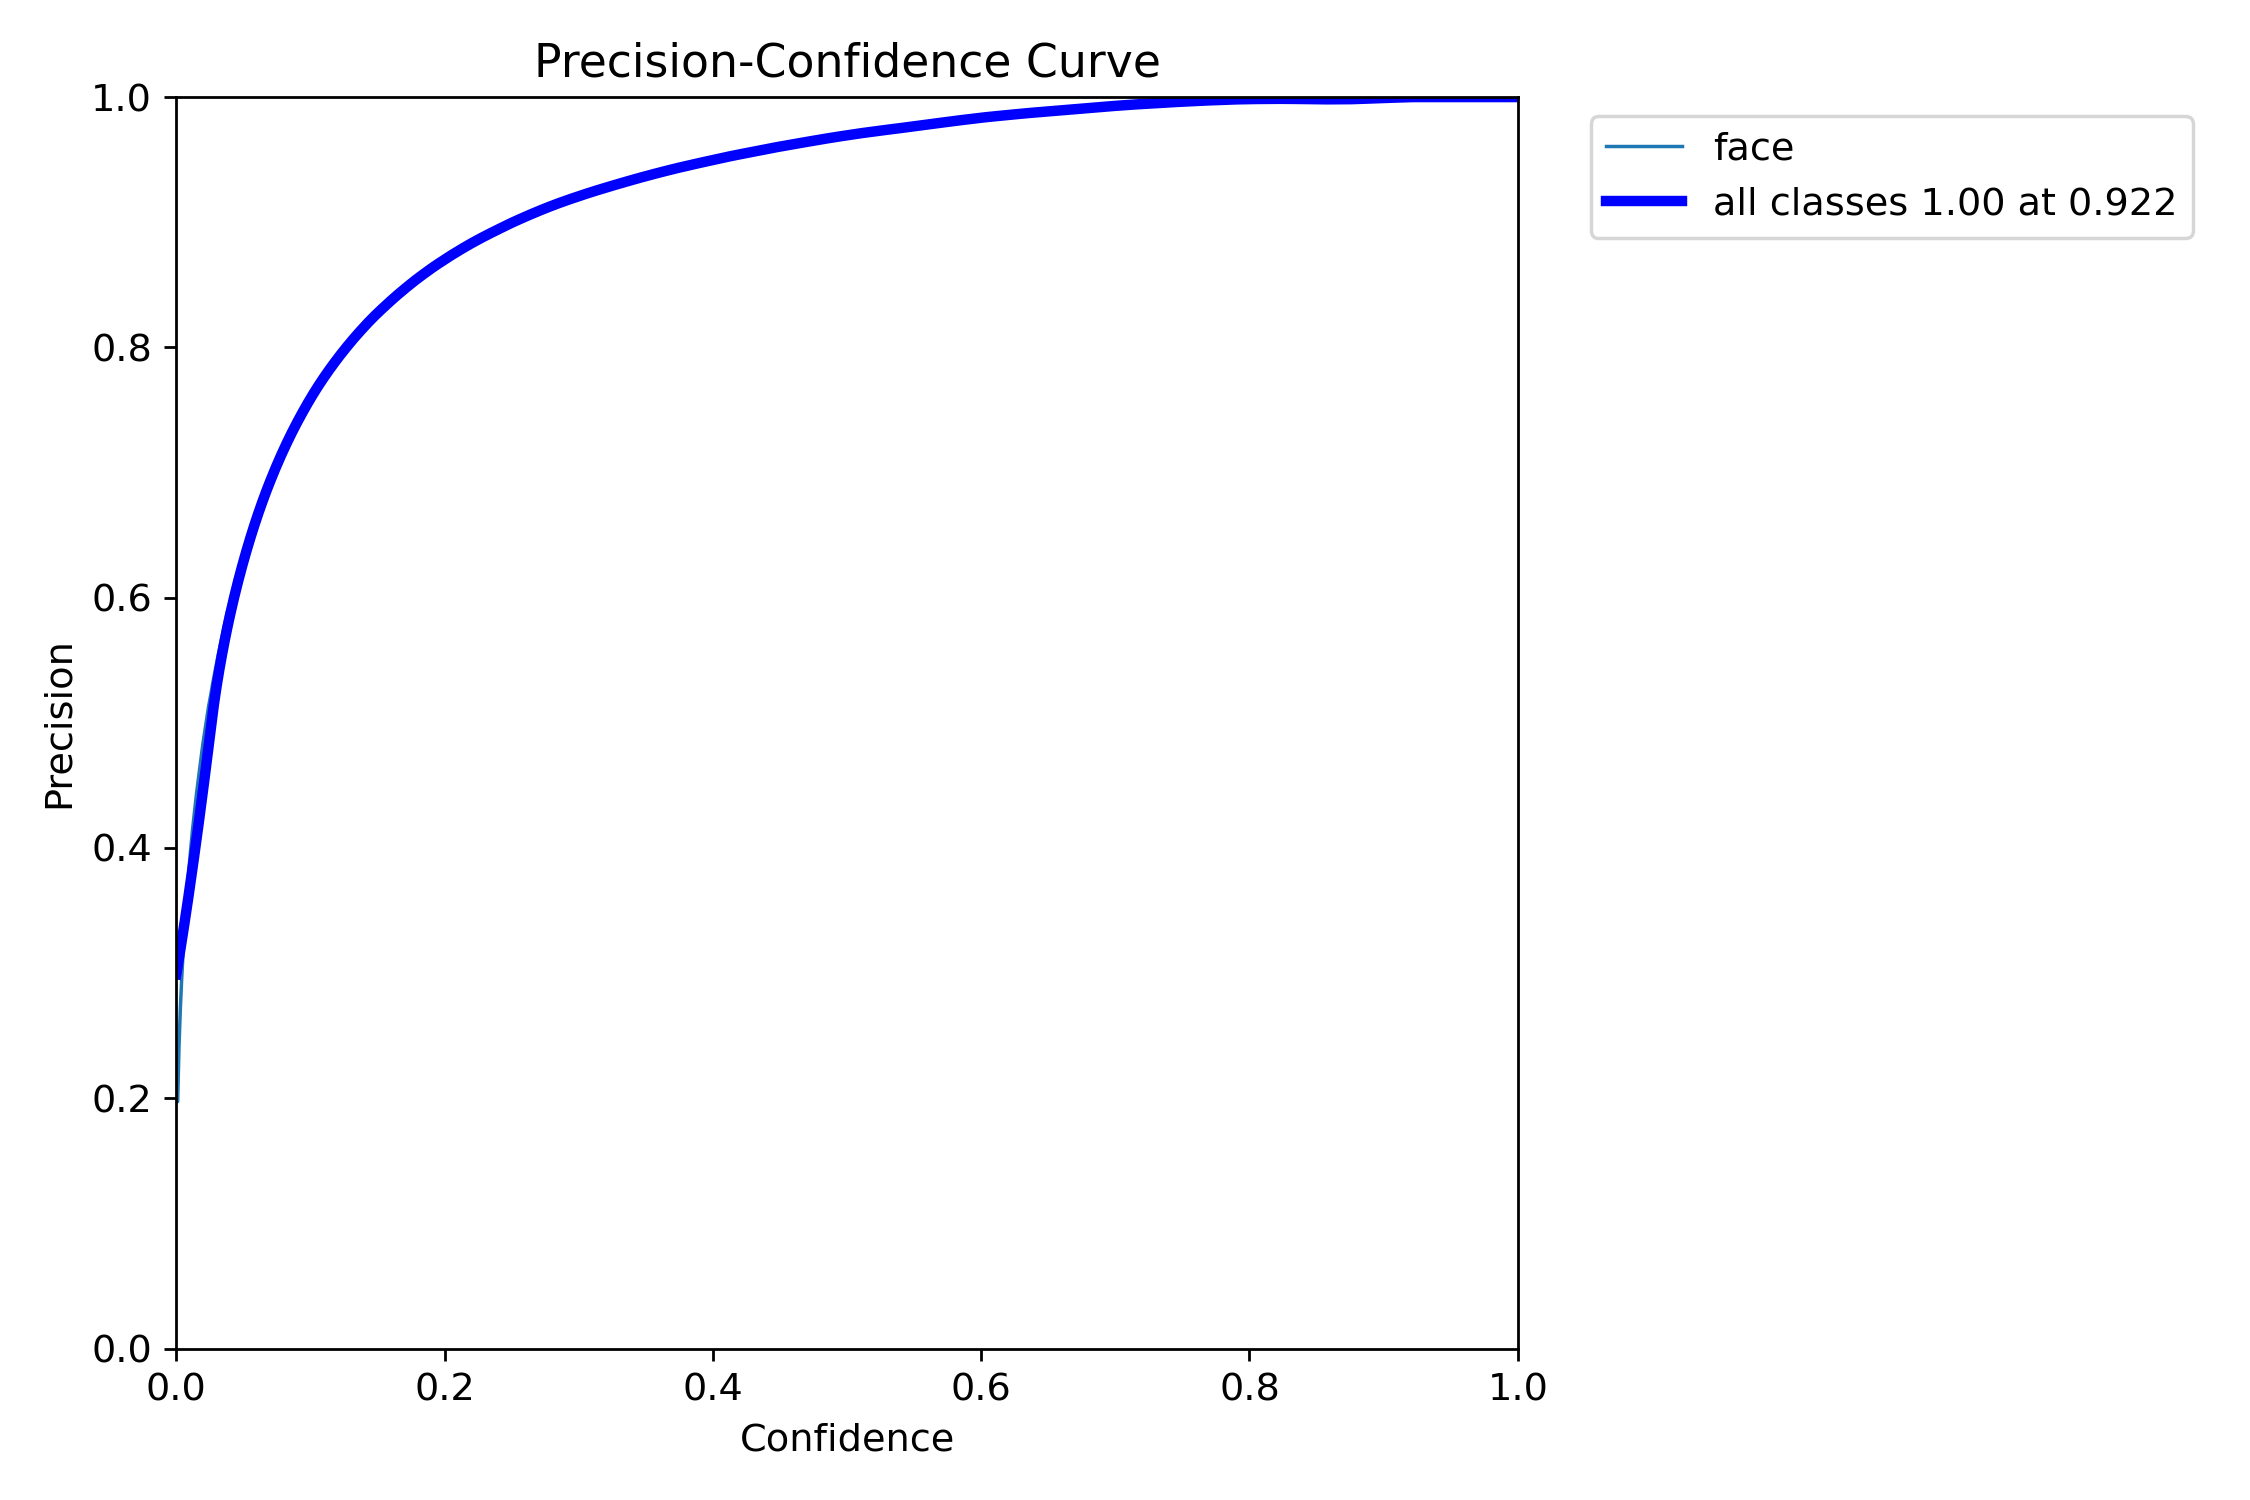 Precision-Confidence Curve
1.0
0.8
0.6
0.4
0.2
0.0
Precision
0.0 0.2 0.4 0.6 0.8 1.0
Confidence
face
all classes 1.00 at 0.922